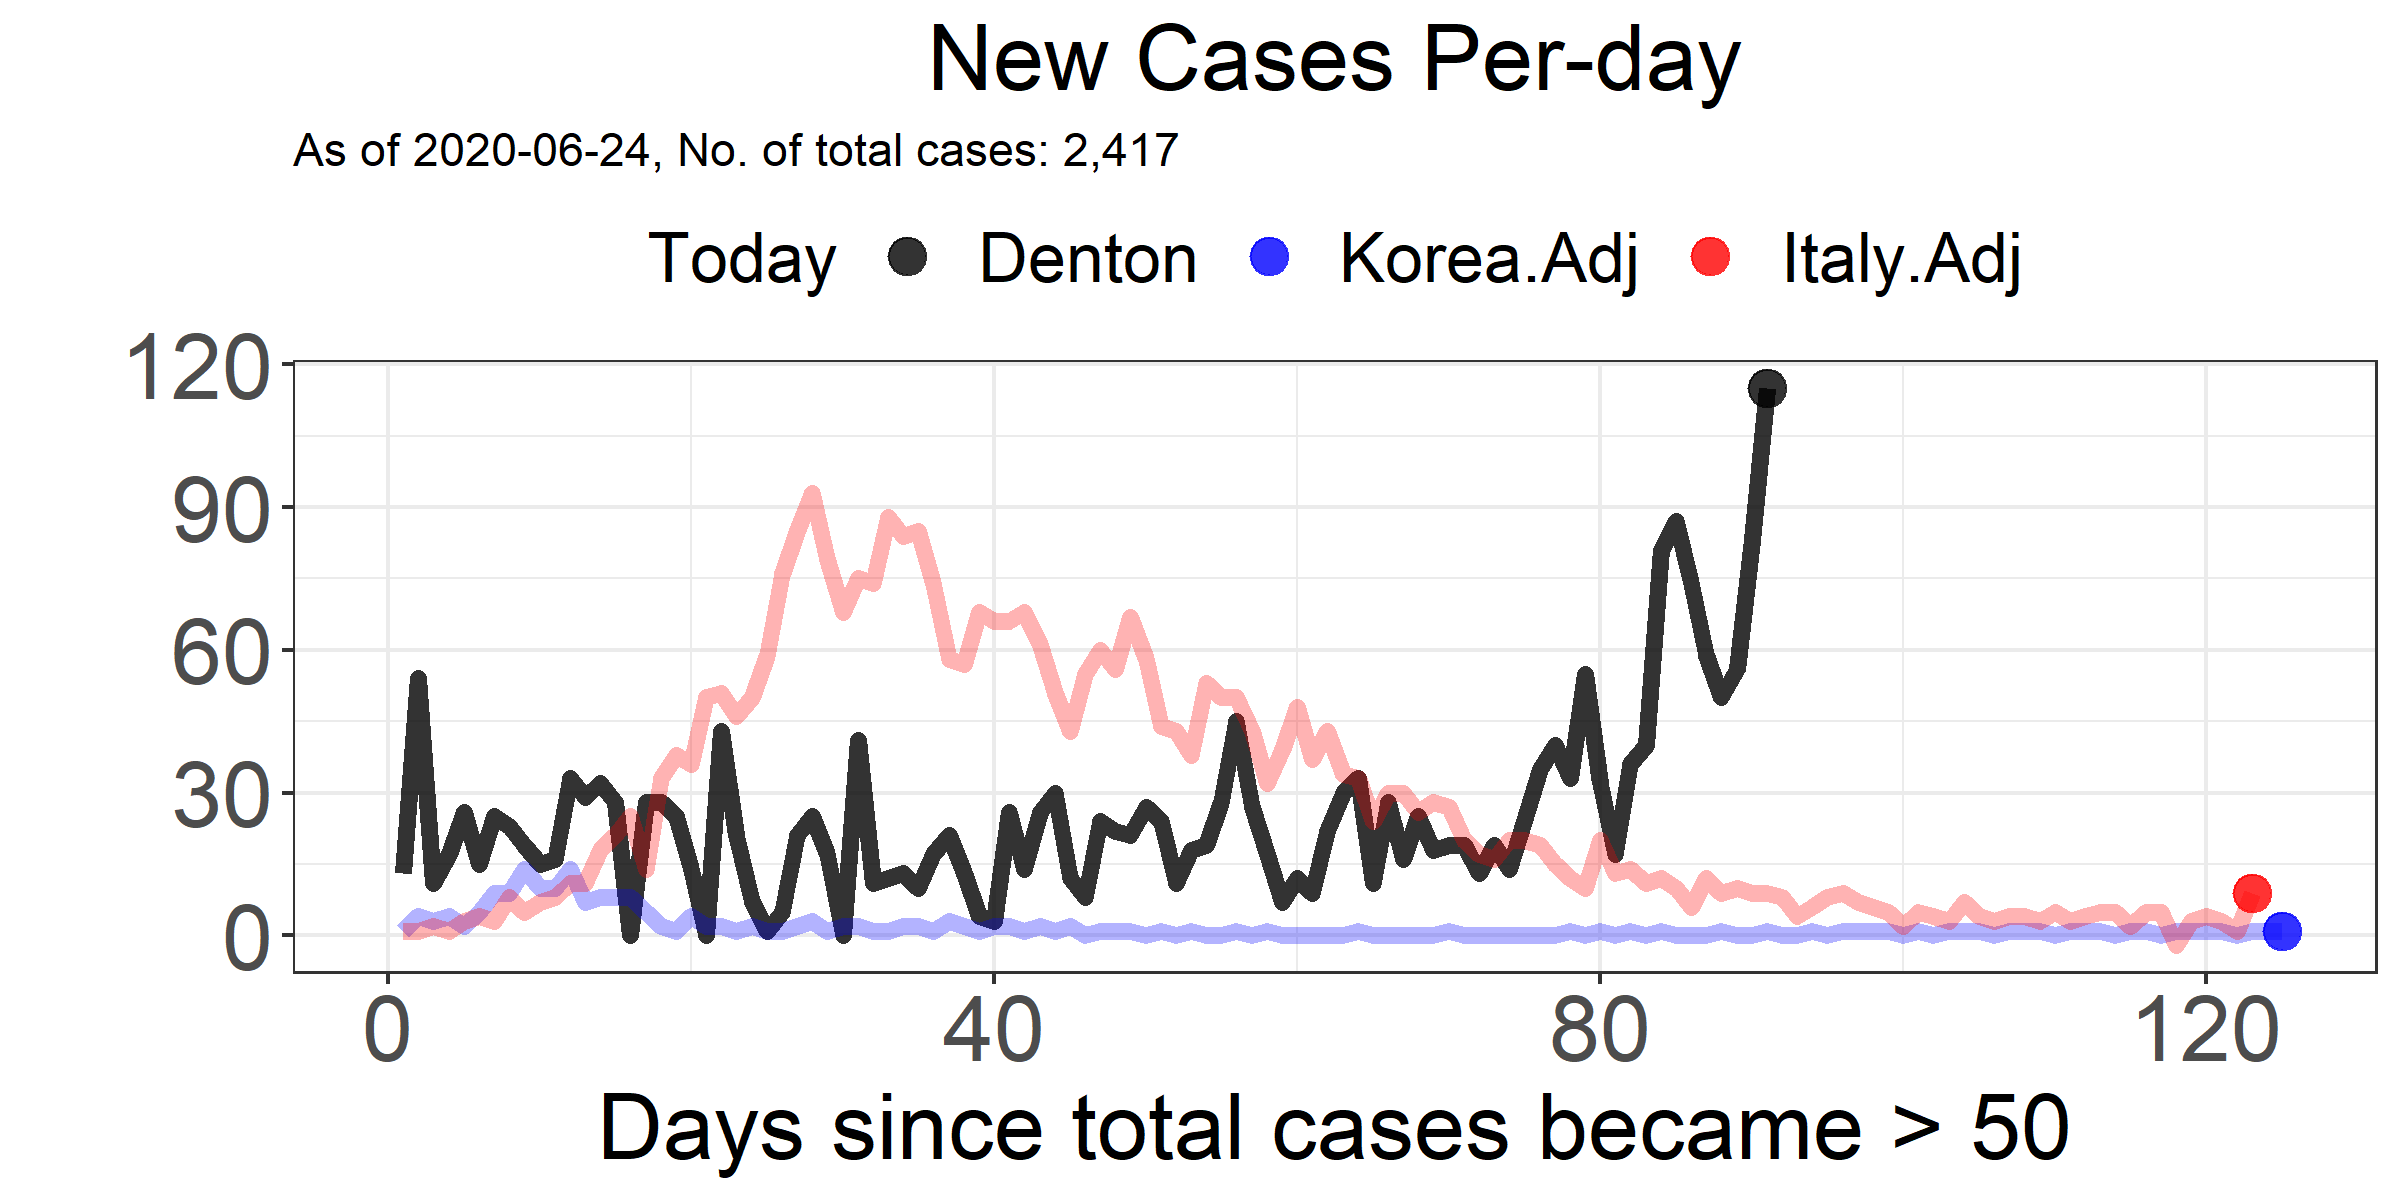 New Cases Per-day
As of 2020-06-24, No. of total cases: 2,417
Today Denton Korea.Adj Italy.Adj
120
90
60
30
0
0 40 80 120
Days since total cases became > 50